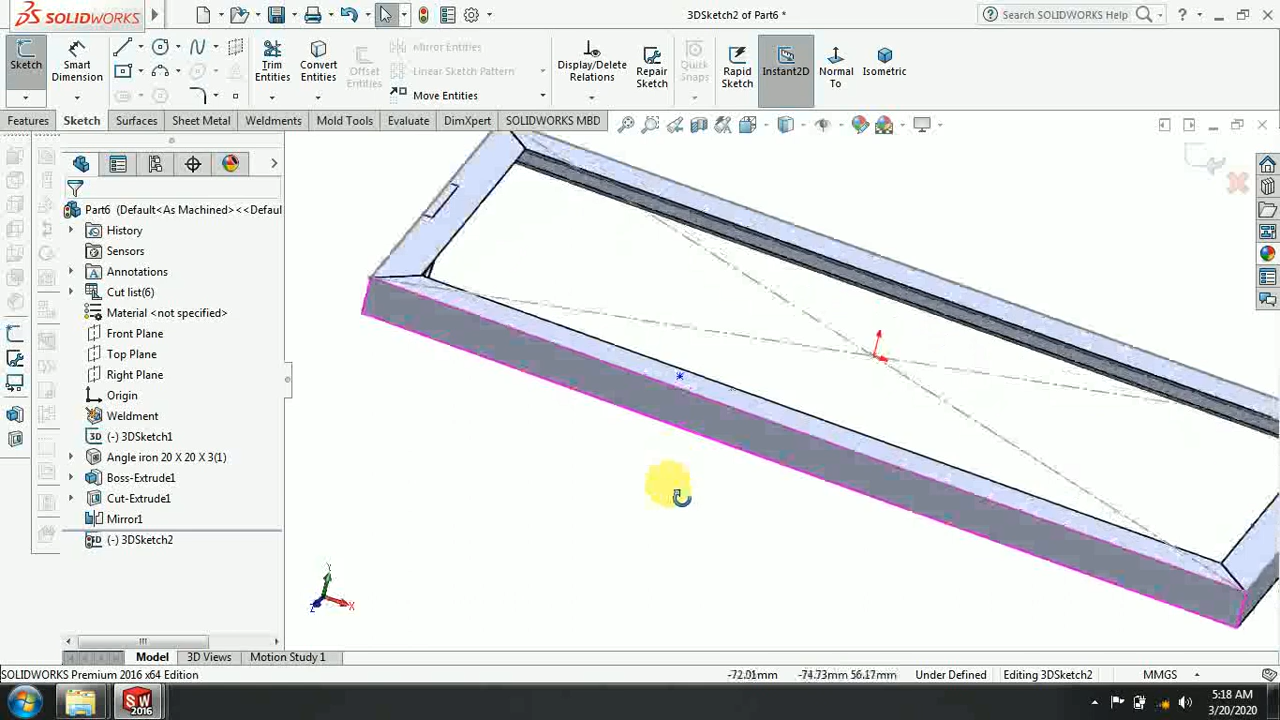 SOLIDWORKS
3DSketch2 of Part6 *
Search SOLIDWORKS Help
?
Sketch
Smart Dimension
Trim Entities
Convert Entities
Offset Entities
Mirror Entities
Linear Sketch Pattern
Move Entities
Display/Delete Relations
Repair Sketch
Quick Snaps
Rapid Sketch
Instant2D
Normal To
Isometric
Features
Sketch
Surfaces
Sheet Metal
Weldments
Mold Tools
Evaluate
DimXpert
SOLIDWORKS MBD
Part6 (Default<As Machined><<Defaul
History
Sensors
Annotations
Cut list(6)
Material <not specified>
Front Plane
Top Plane
Right Plane
Origin
Weldment
3D (-) 3DSketch1
Angle iron 20 X 20 X 3(1)
Boss-Extrude1
Cut-Extrude1
Mirror1
3D (-) 3DSketch2
Y
Z
X
Model
3D Views
Motion Study 1
SOLIDWORKS Premium 2016 x64 Edition
-72.01mm
-74.73mm 56.17mm
Under Defined
Editing 3DSketch2
MMGS
SW
2016
5:18 AM
3/20/2020